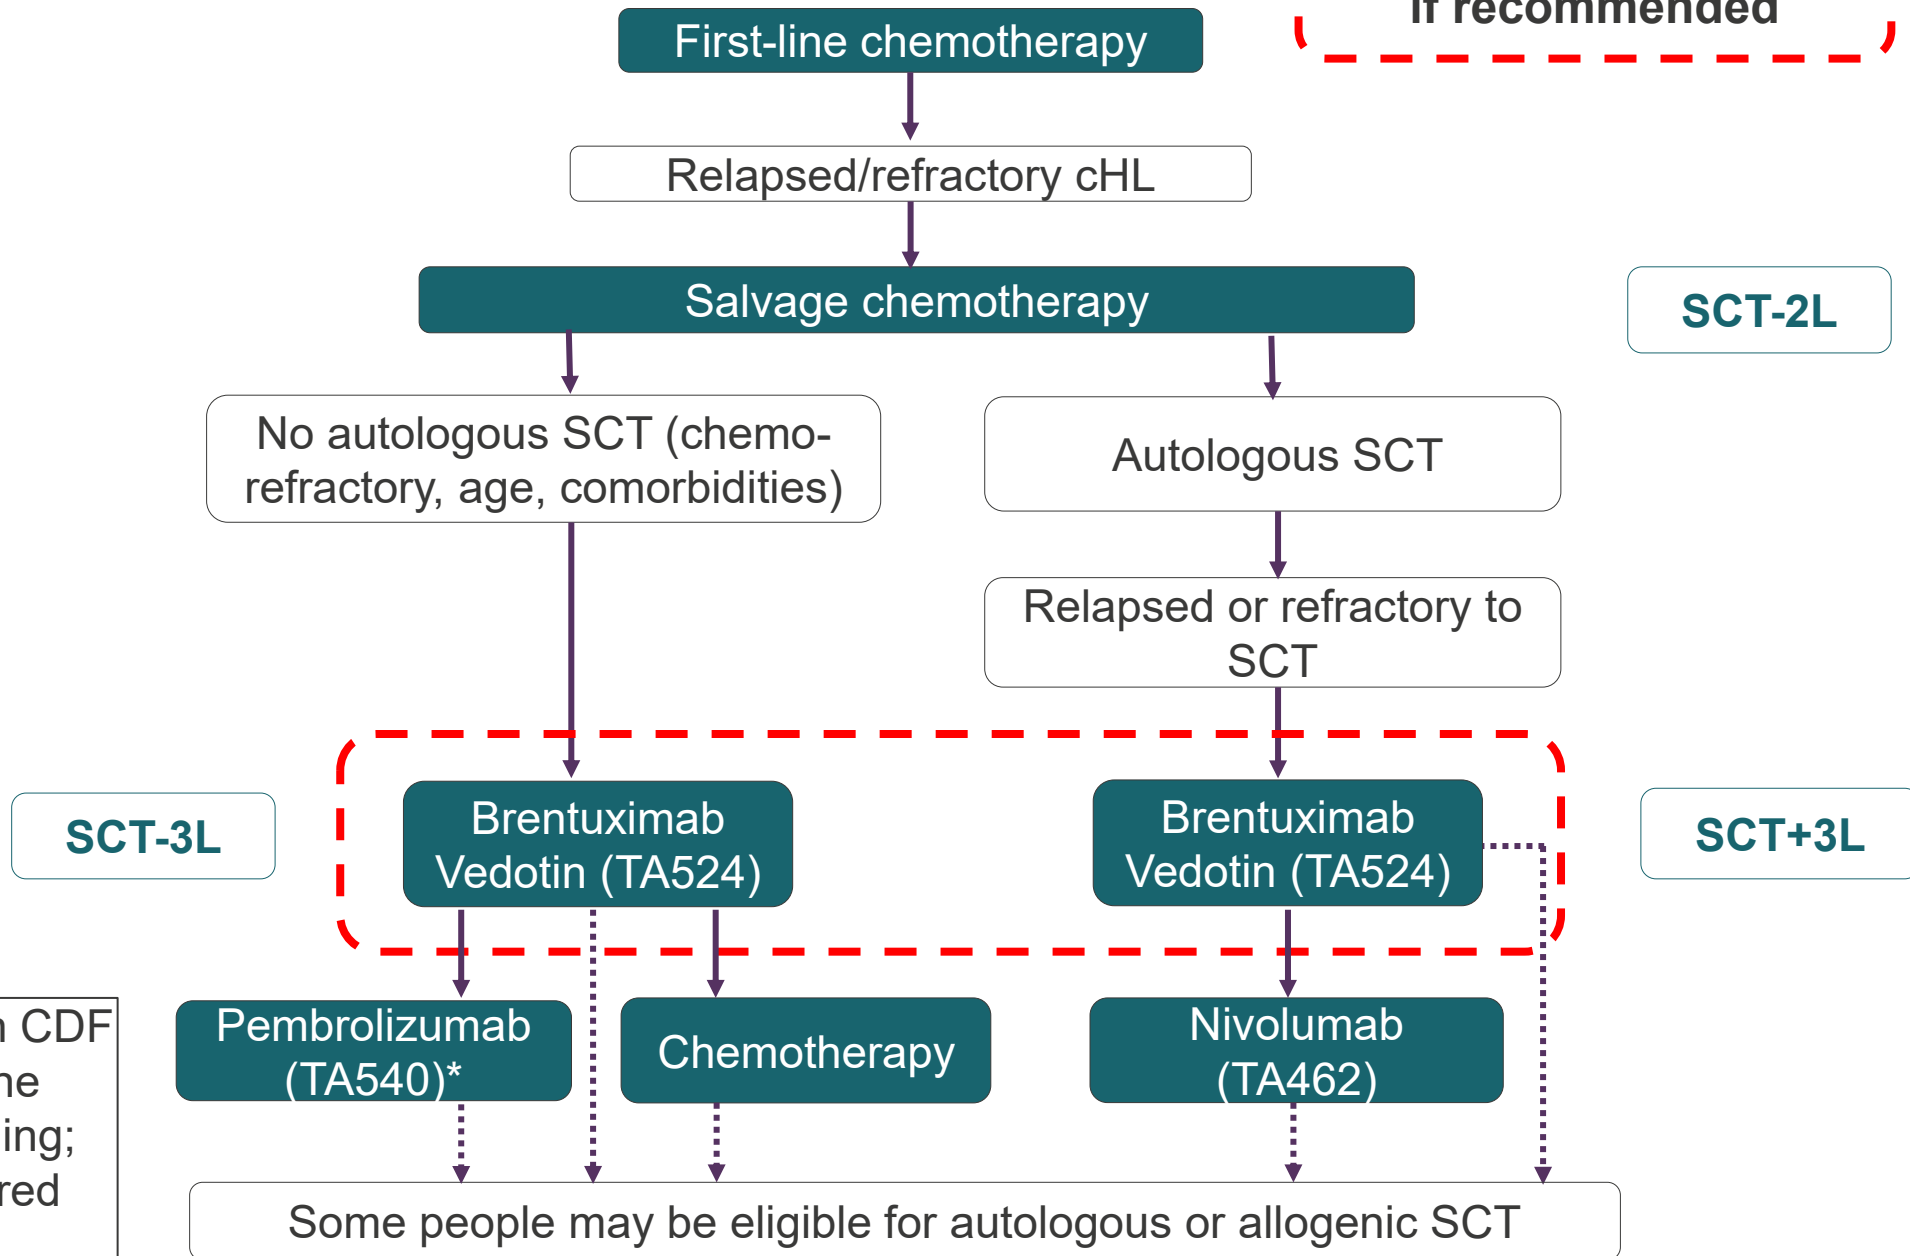 if recommended
First-line chemotherapy
Relapsed/refractory cHL
Salvage chemotherapy
SCT-2L
No autologous SCT (chemo-
refractory, age, comorbidities)
Autologous SCT
Relapsed or refractory to
SCT
SCT-3L
Brentuximab
Vedotin (TA524)
Brentuximab
Vedotin (TA524)
SCT+3L
CDF
ing;
Pembrolizumab
(TA540)*
Chemotherapy
Nivolumab
(TA462)
Some people may be eligible for autologous or allogenic SCT